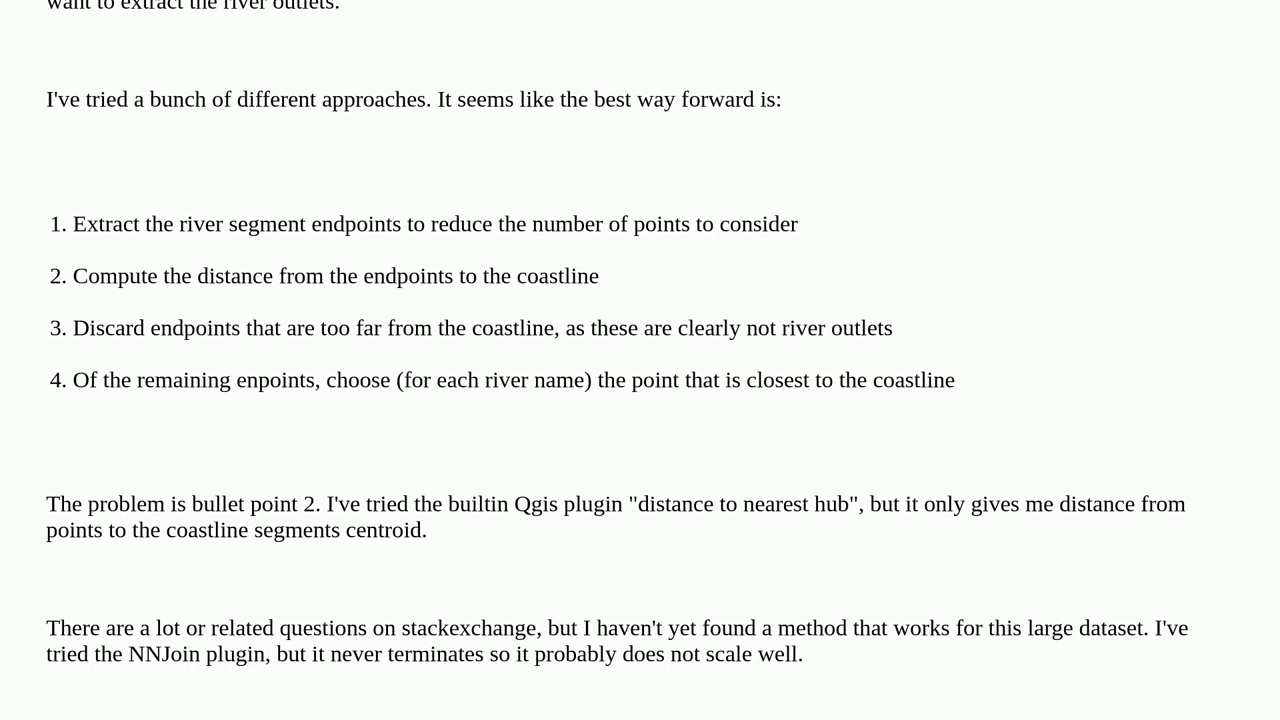 want to extract the river outlets.
I've tried a bunch of different approaches. It seems like the best way forward is:
1. Extract the river segment endpoints to reduce the number of points to consider
2. Compute the distance from the endpoints to the coastline
3. Discard endpoints that are too far from the coastline, as these are clearly not river outlets
4. Of the remaining enpoints, choose (for each river name) the point that is closest to the coastline
The problem is bullet point 2. I've tried the builtin Qgis plugin "distance to nearest hub", but it only gives me distance from
points to the coastline segments centroid.
There are a lot or related questions on stackexchange, but I haven't yet found a method that works for this large dataset. I've
tried the NNJoin plugin, but it never terminates so it probably does not scale well.